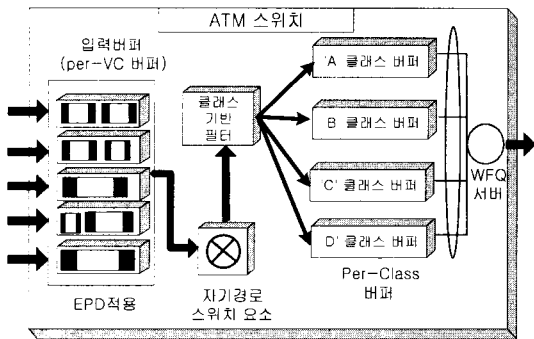 ATM 스위치
입력버퍼
(per-VC 버퍼)
EPD적용
클래스
기반
필터
자기경로
스위치 요소
'A 클래스 버퍼
B 클래스 버퍼
'C' 클래스 버퍼
D' 클래스 버퍼
Per-Class
버퍼
WFQ
서버